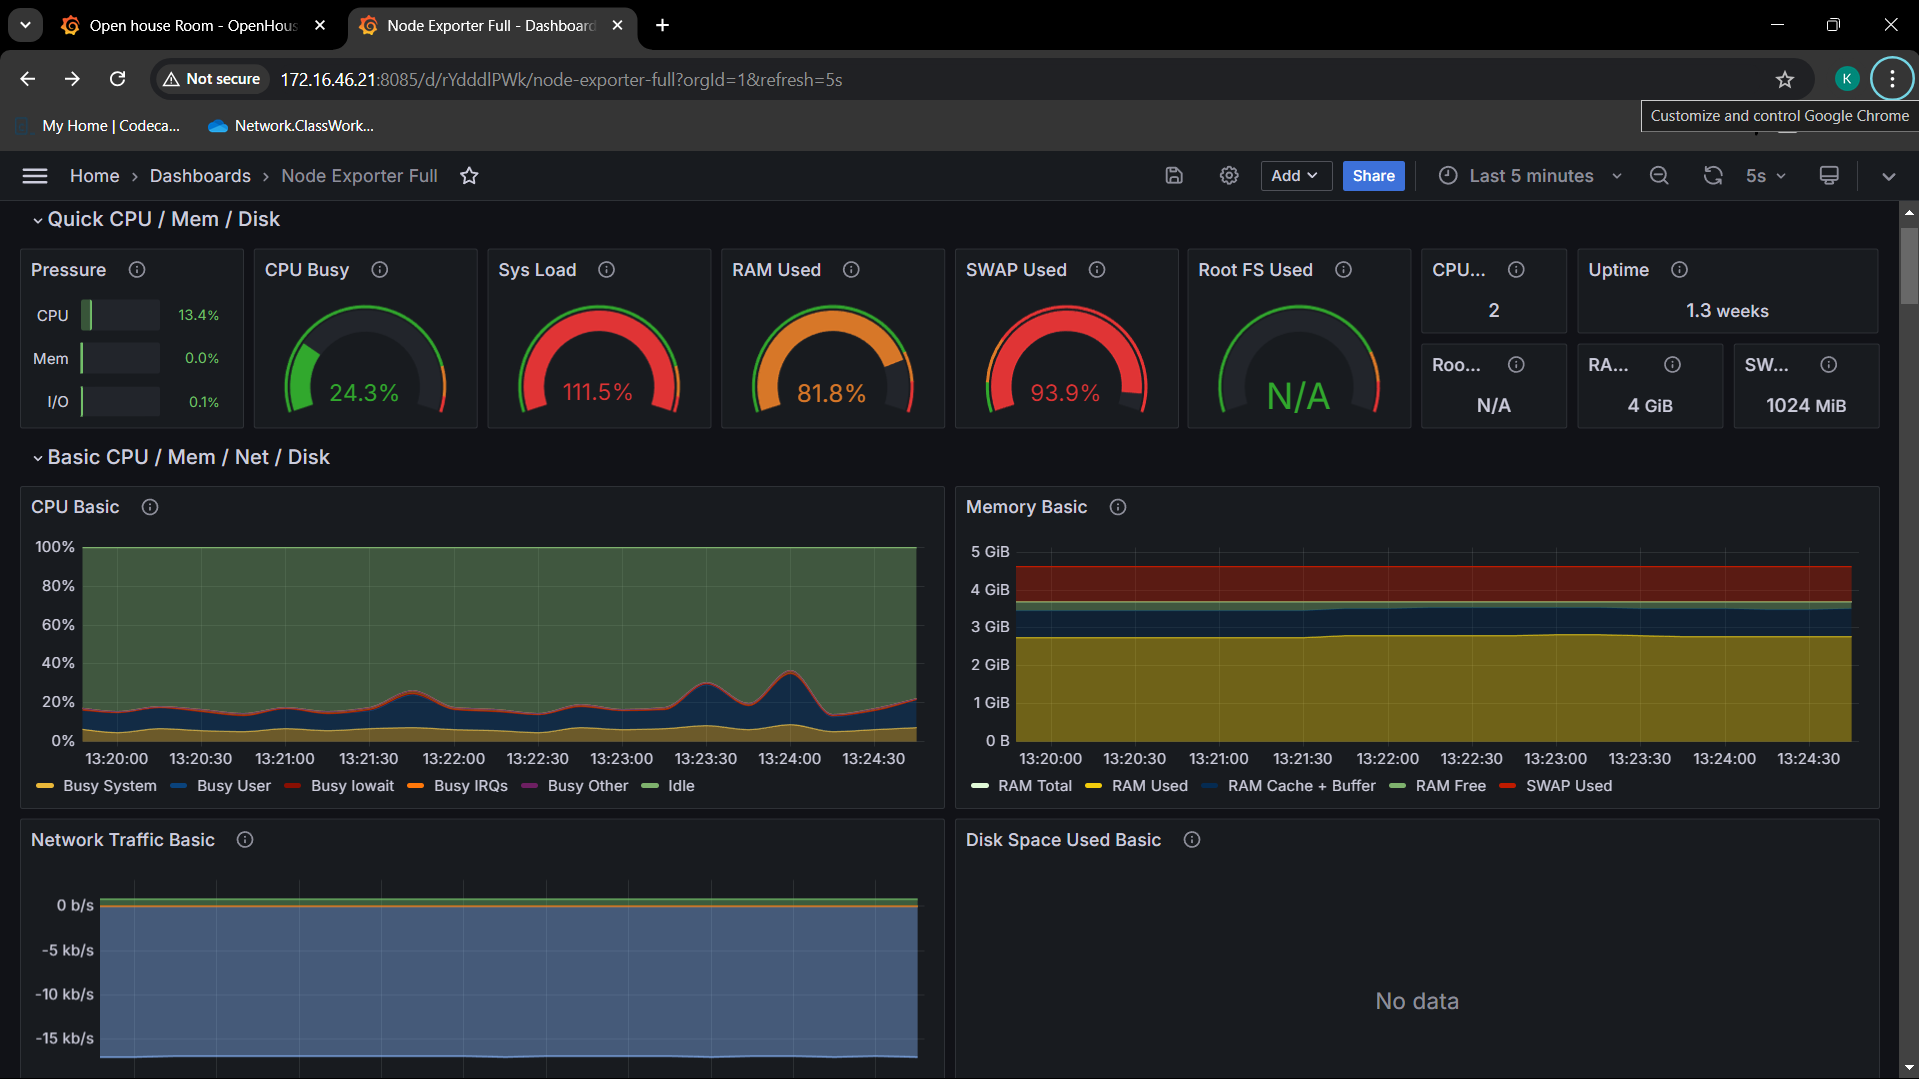 Open house Room - OpenHous
Node Exporter Full - Dashboard
Not secure
172.16.46.21:8085/d/rYdddlPWk/node-exporter-full?orgId=1&refresh=5s
K
Customize and control Google Chrome
My Home | Codeca...
Network.ClassWork...
Home › Dashboards › Node Exporter Full
Add
Share
Last 5 minutes
5s
Quick CPU / Mem / Disk
Pressure
CPU 13.4%
Mem 0.0%
I/O 0.1%
CPU Busy
24.3%
Sys Load
111.5%
RAM Used
81.8%
SWAP Used
93.9%
Root FS Used
N/A
CPU...
2
Uptime
1.3 weeks
Roo...
N/A
RA...
4 GiB
SW...
1024 MiB
Basic CPU / Mem / Net / Disk
CPU Basic
100%
80%
60%
40%
20%
0%
13:20:00 13:20:30 13:21:00 13:21:30 13:22:00 13:22:30 13:23:00 13:23:30 13:24:00 13:24:30
Busy System Busy User Busy Iowait Busy IRQs Busy Other Idle
Memory Basic
5 GiB
4 GiB
3 GiB
2 GiB
1 GiB
0 B
13:20:00 13:20:30 13:21:00 13:21:30 13:22:00 13:22:30 13:23:00 13:23:30 13:24:00 13:24:30
RAM Total RAM Used RAM Cache + Buffer RAM Free SWAP Used
Network Traffic Basic
0 b/s
-5 kb/s
-10 kb/s
-15 kb/s
Disk Space Used Basic
No data